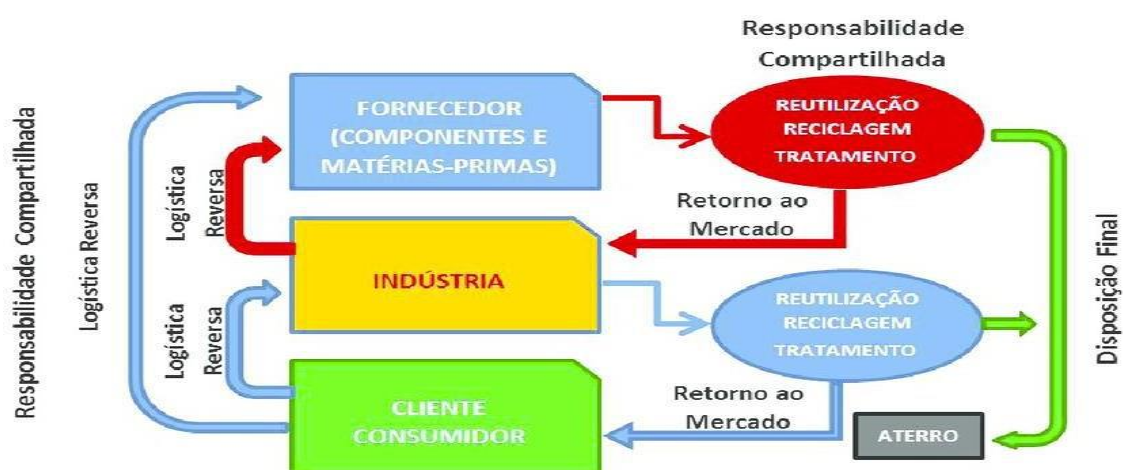 Responsabilidade
Compartilhada
Responsabilidade Compartilhada
Logística Reversa
Logística
Reversa
FORNECEDOR
(COMPONENTES E
MATÉRIAS-PRIMAS)
REUTILIZAÇÃO
RECICLAGEM
TRATAMENTO
Retorno ao
Mercado
INDÚSTRIA
Logística
Reversa
REUTILIZAÇÃO
RECICLAGEM
TRATAMENTO
Disposição Final
Retorno ao
Mercado
CLIENTE
CONSUMIDOR
ATERRO